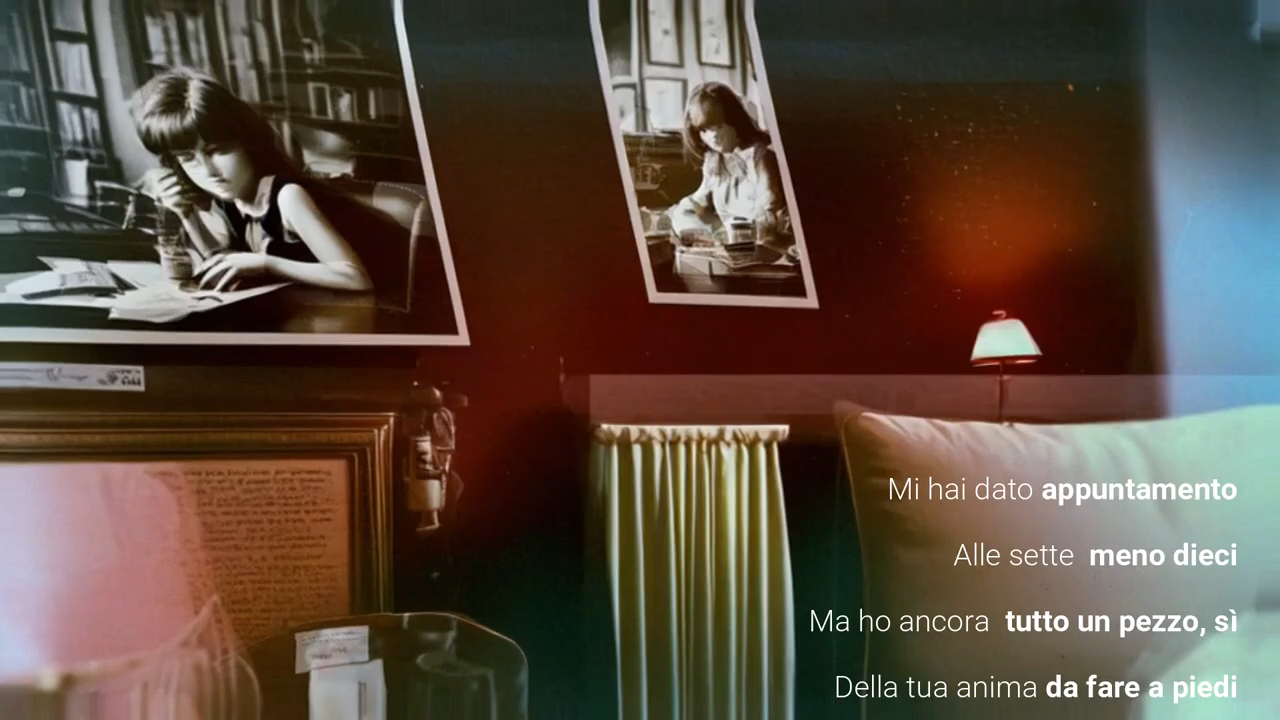 Mi hai dato appuntamento
Alle sette meno dieci
Ma ho ancora tutto un pezzo, sì
Della tua anima da fare a piedi